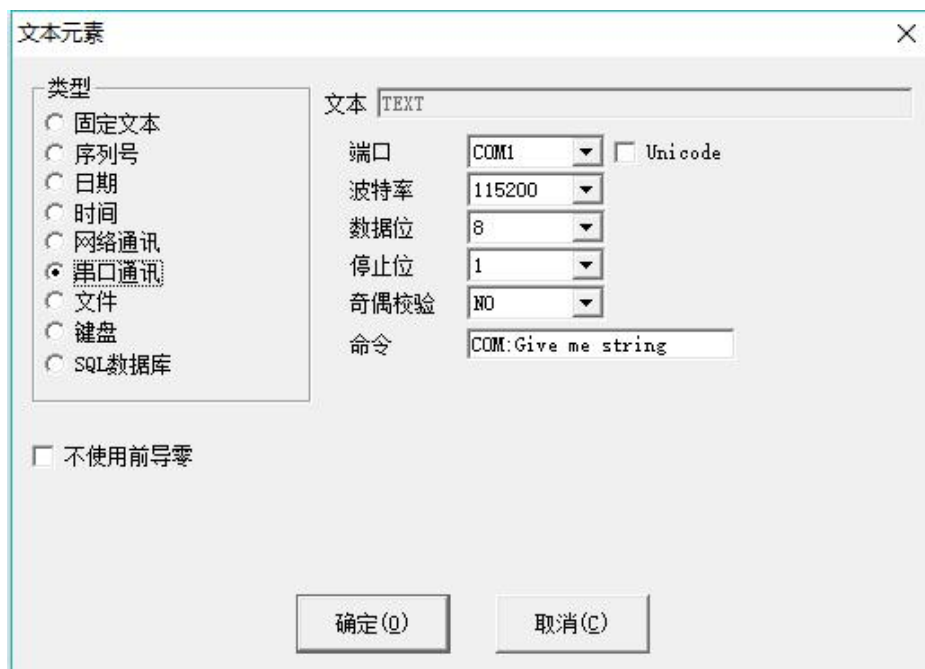 文本元素
类型
固定文本
序列号
日期
时间
网络通讯
串口通讯
文件
键盘
SQL数据库
文本 TEXT
端口 COM1 Unicode
波特率 115200
数据位 8
停止位 1
奇偶校验 NO
命令 COM:Give me string
不使用前导零
确定(O) 取消(C)